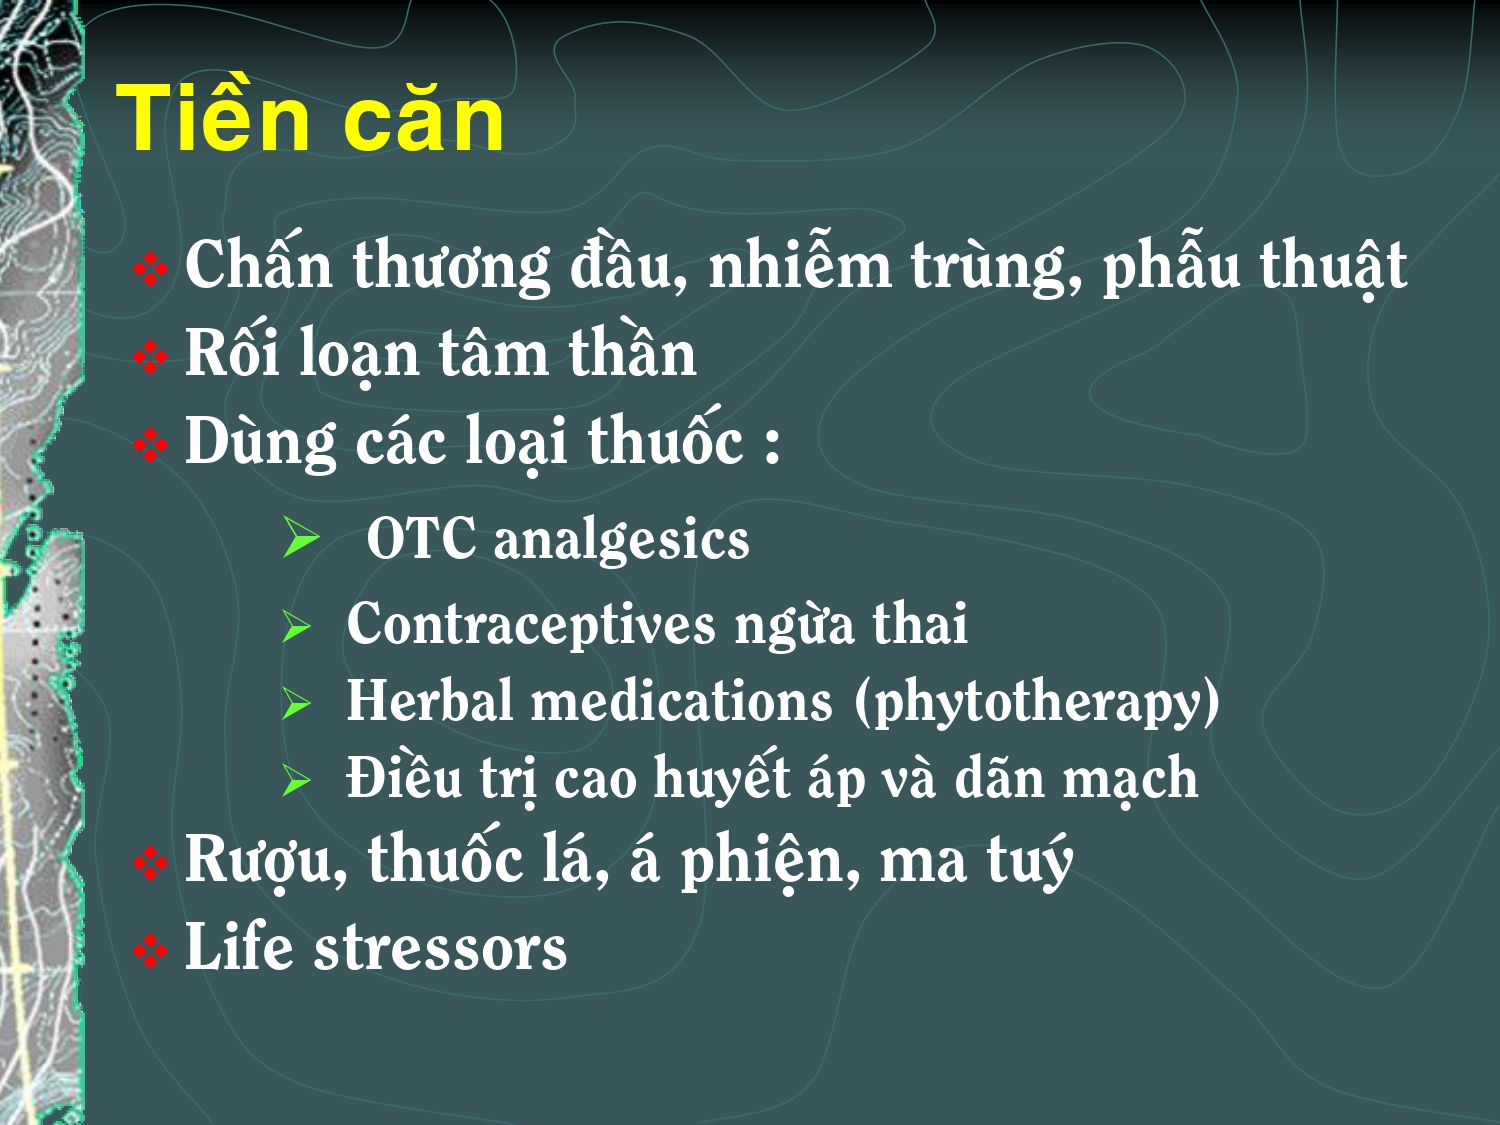 Tiền căn
Chấn thương đầu, nhiễm trùng, phẫu thuật
Rối loạn tâm thần
Dùng các loại thuốc :
OTC analgesics
Contraceptives ngừa thai
Herbal medications (phytotherapy)
Điều trị cao huyết áp và dãn mạch
Rượu, thuốc lá, á phiện, ma tuý
Life stressors